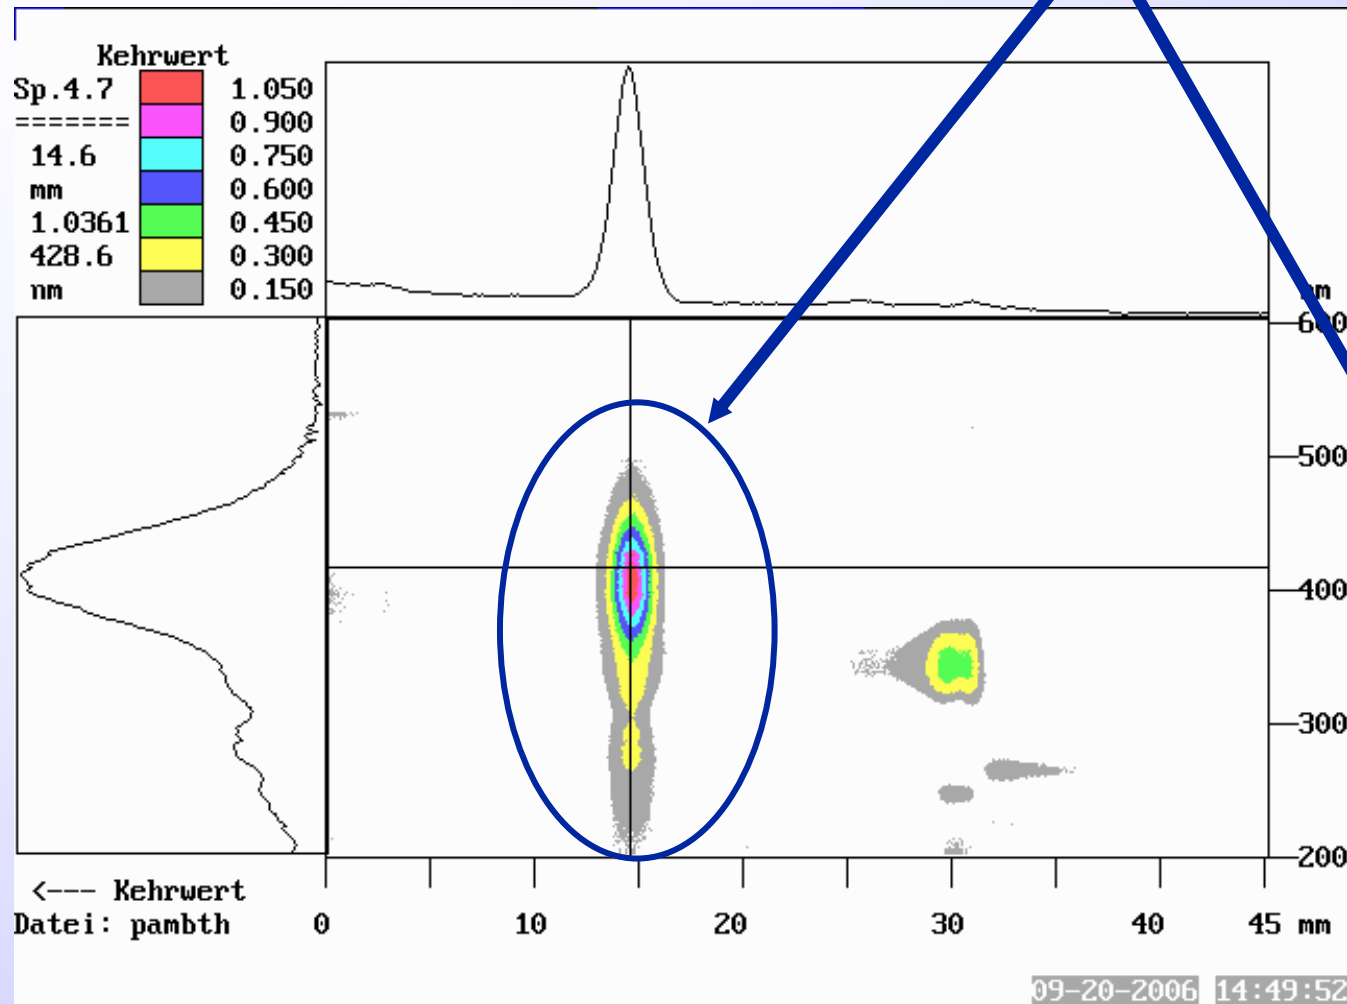 Kehrwert
Sp.4.7 1.050
======= 0.900
14.6 0.750
mm 0.600
1.0361 0.450
428.6 0.300
nm 0.150
600
500
400
300
200
<--- Kehrwert
Datei: pambth 0 10 20 30 40 45 mm
09-20-2006 14:49:52